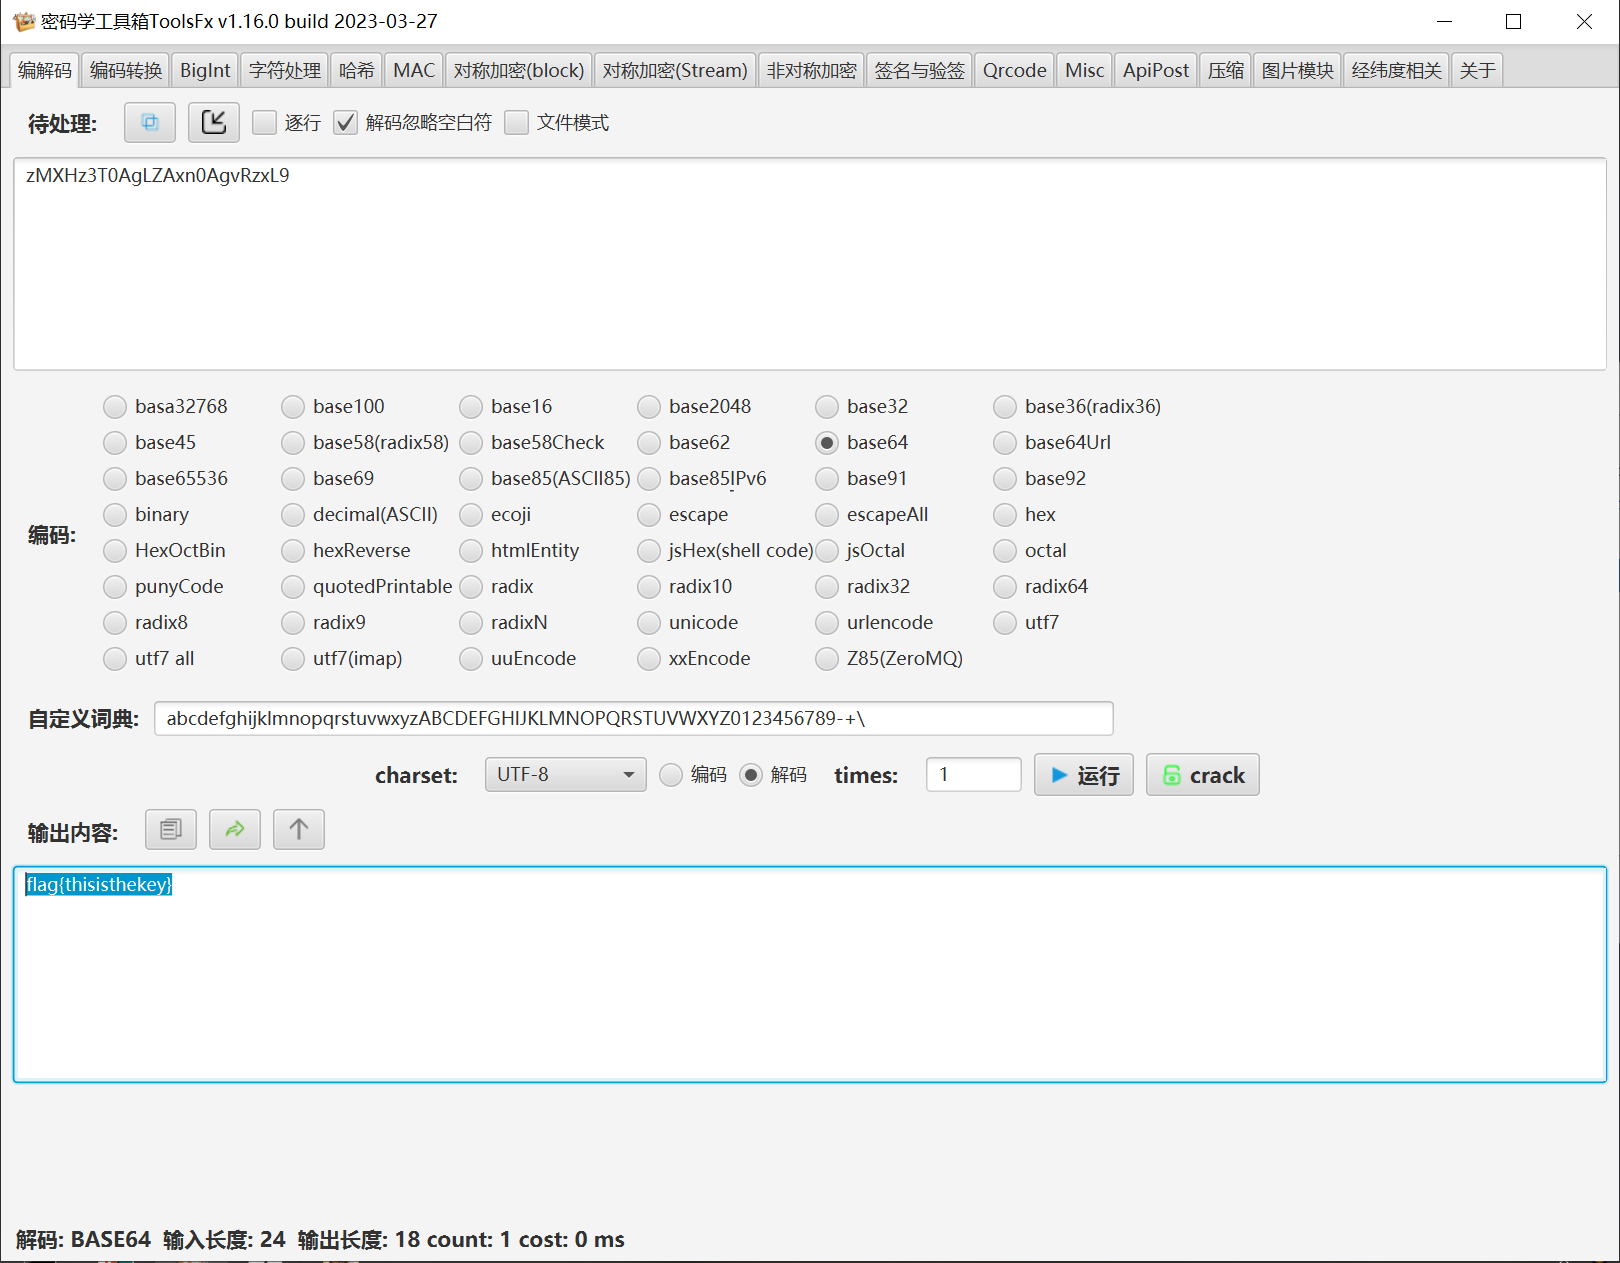 密码学工具箱ToolsFx v1.16.0 build 2023-03-27
编解码 编码转换 BigInt 字符处理 哈希 MAC 对称加密(block) 对称加密(Stream) 非对称加密 签名与验签 Qrcode Misc ApiPost 压缩 图片模块 经纬度相关 关于
待处理: 逐行 解码忽略空白符 文件模式
zMXHz3T0AgLZAxn0AgvRzxL9
basa32768 base100 base16 base2048 base32 base36(radix36)
base45 base58(radix58) base58Check base62 base64 base64Url
base65536 base69 base85(ASCII85) base85IPv6 base91 base92
编码: binary decimal(ASCII) ecoji escape escapeAll hex
HexOctBin hexReverse htmlEntity jsHex(shell code) jsOctal octal
punyCode quotedPrintable radix radix10 radix32 radix64
radix8 radix9 radixN unicode urlencode utf7
utf7 all utf7(imap) uuEncode xxEncode Z85(ZeroMQ)
自定义词典: abcdefghijklmnopqrstuvwxyzABCDEFGHIJKLMNOPQRSTUVWXYZ0123456789-+\
charset: UTF-8 编码 解码 times: 1 运行 crack
输出内容:
flag{thisisthekey}
解码: BASE64 输入长度: 24 输出长度: 18 count: 1 cost: 0 ms